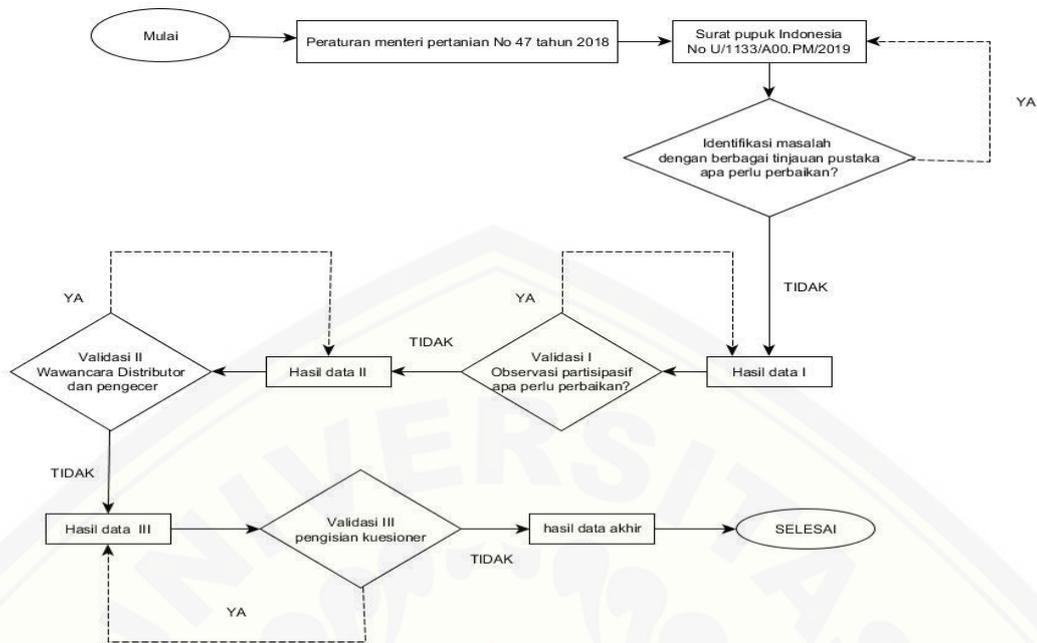 Mulai
Peraturan menteri pertanian No 47 tahun 2018
Surat pupuk Indonesia
No U/1133/A00.PM/2019
YA
Identifikasi masalah
dengan berbagai tinjauan pustaka
apa perlu perbaikan?
TIDAK
Hasil data I
YA
Validasi I
Observasi partisipasif
apa perlu perbaikan?
TIDAK
Hasil data II
YA
Validasi II
Wawancara Distributor
dan pengecer
TIDAK
Hasil data III
Validasi III
pengisian kuesioner
YA
TIDAK
hasil data akhir
SELESAI
UNIVERSITAS